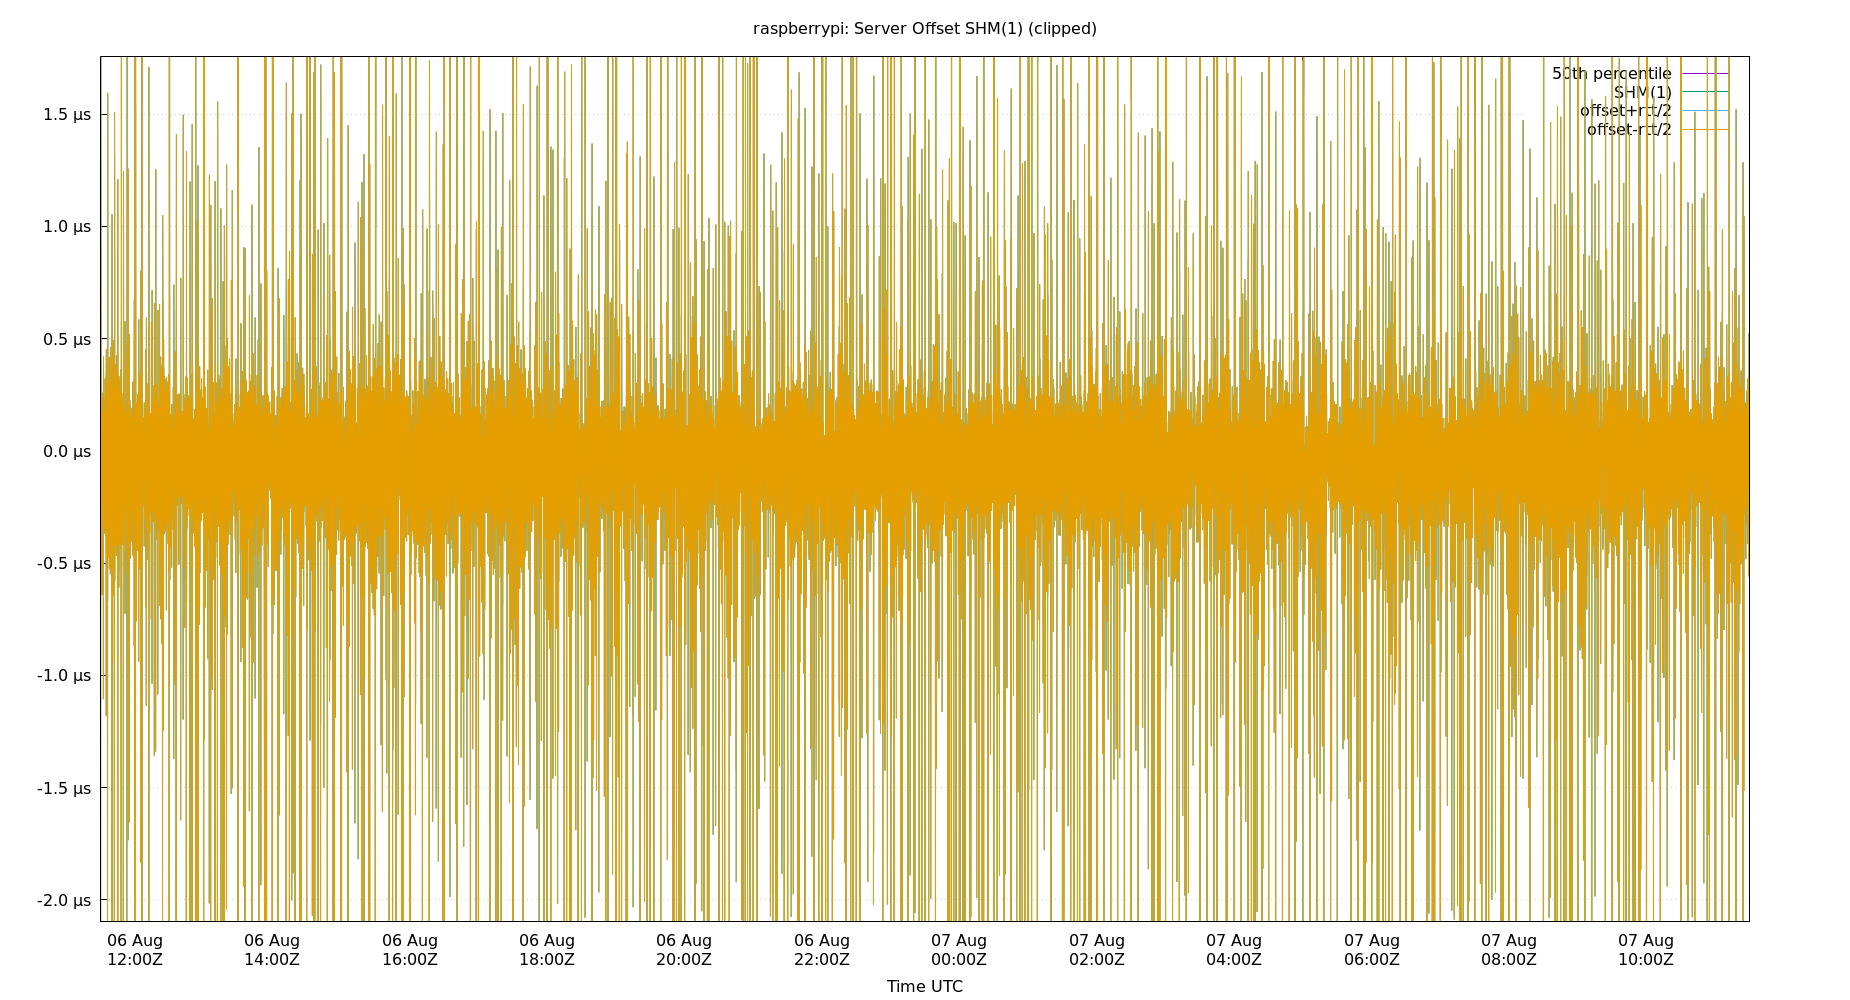 raspberrypi: Server Offset SHM(1) (clipped)
50th percentile
SHM(1)
offset+rtt/2
offset-rtt/2
1.5 µs
1.0 µs
0.5 µs
0.0 µs
-0.5 µs
-1.0 µs
-1.5 µs
-2.0 µs
06 Aug 06 Aug 06 Aug 06 Aug 06 Aug 06 Aug 07 Aug 07 Aug 07 Aug 07 Aug 07 Aug 07 Aug
12:00Z 14:00Z 16:00Z 18:00Z 20:00Z 22:00Z 00:00Z 02:00Z 04:00Z 06:00Z 08:00Z 10:00Z
Time UTC